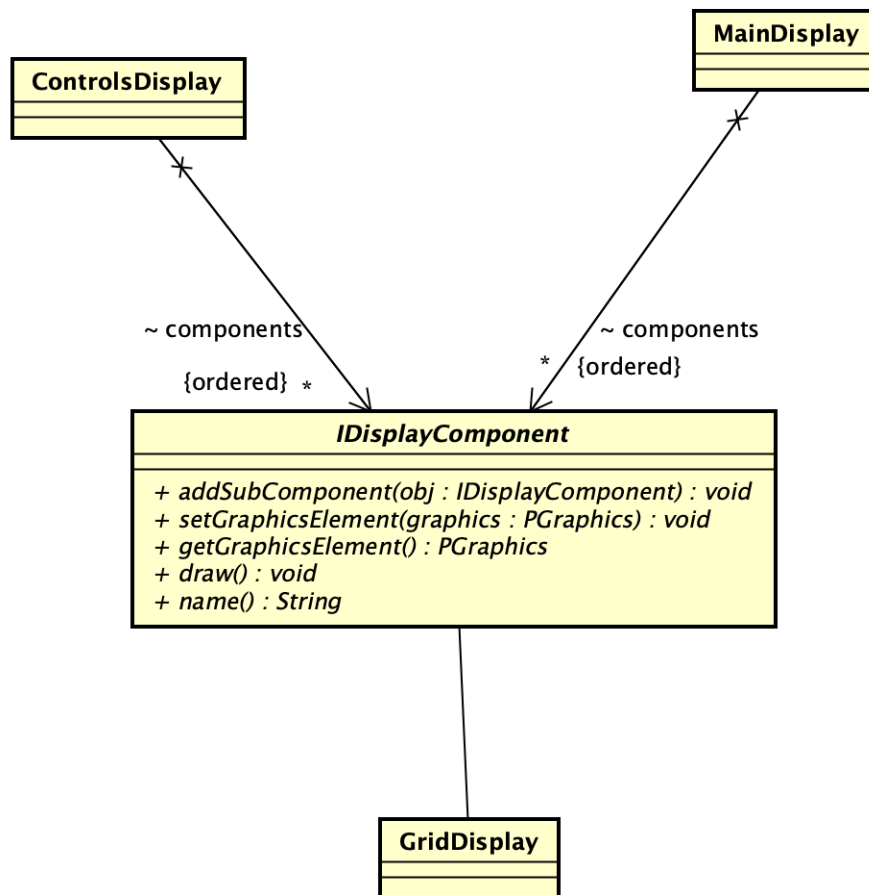 MainDisplay
ControlsDisplay
~ components
~ components
{ordered} *
* {ordered}
IDisplayComponent
+ addSubComponent(obj : IDisplayComponent) : void
+ setGraphicsElement(graphics : PGraphics) : void
+ getGraphicsElement() : PGraphics
+ draw() : void
+ name() : String
GridDisplay